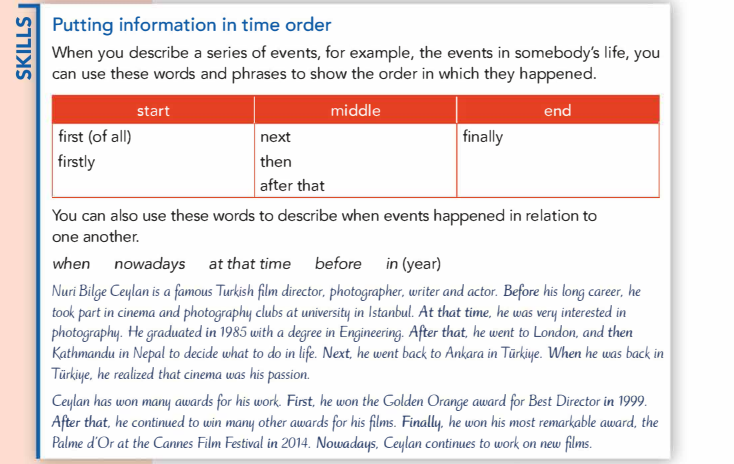 SKILLS
Putting information in time order
When you describe a series of events, for example, the events in somebody's life, you
can use these words and phrases to show the order in which they happened.
start middle end
first (of all) next finally
firstly then
after that
You can also use these words to describe when events happened in relation to
one another.
when nowadays at that time before in (year)
Nuri Bilge Ceylan is a famous Turkish film director, photographer, writer and actor. Before his long career, he
took part in cinema and photography clubs at university in Istanbul. At that time, he was very interested in
photography. He graduated in 1985 with a degree in Engineering. After that, he went to London, and then
Kathmandu in Nepal to decide what to do in life. Next, he went back to Ankara in Türkiye. When he was back in
Türkiye, he realized that cinema was his passion.
Ceylan has won many awards for his work. First, he won the Golden Orange award for Best Director in 1999.
After that, he continued to win many other awards for his films. Finally, he won his most remarkable award, the
Palme d'Or at the Cannes Film Festival in 2014. Nowadays, Ceylan continues to work on new films.